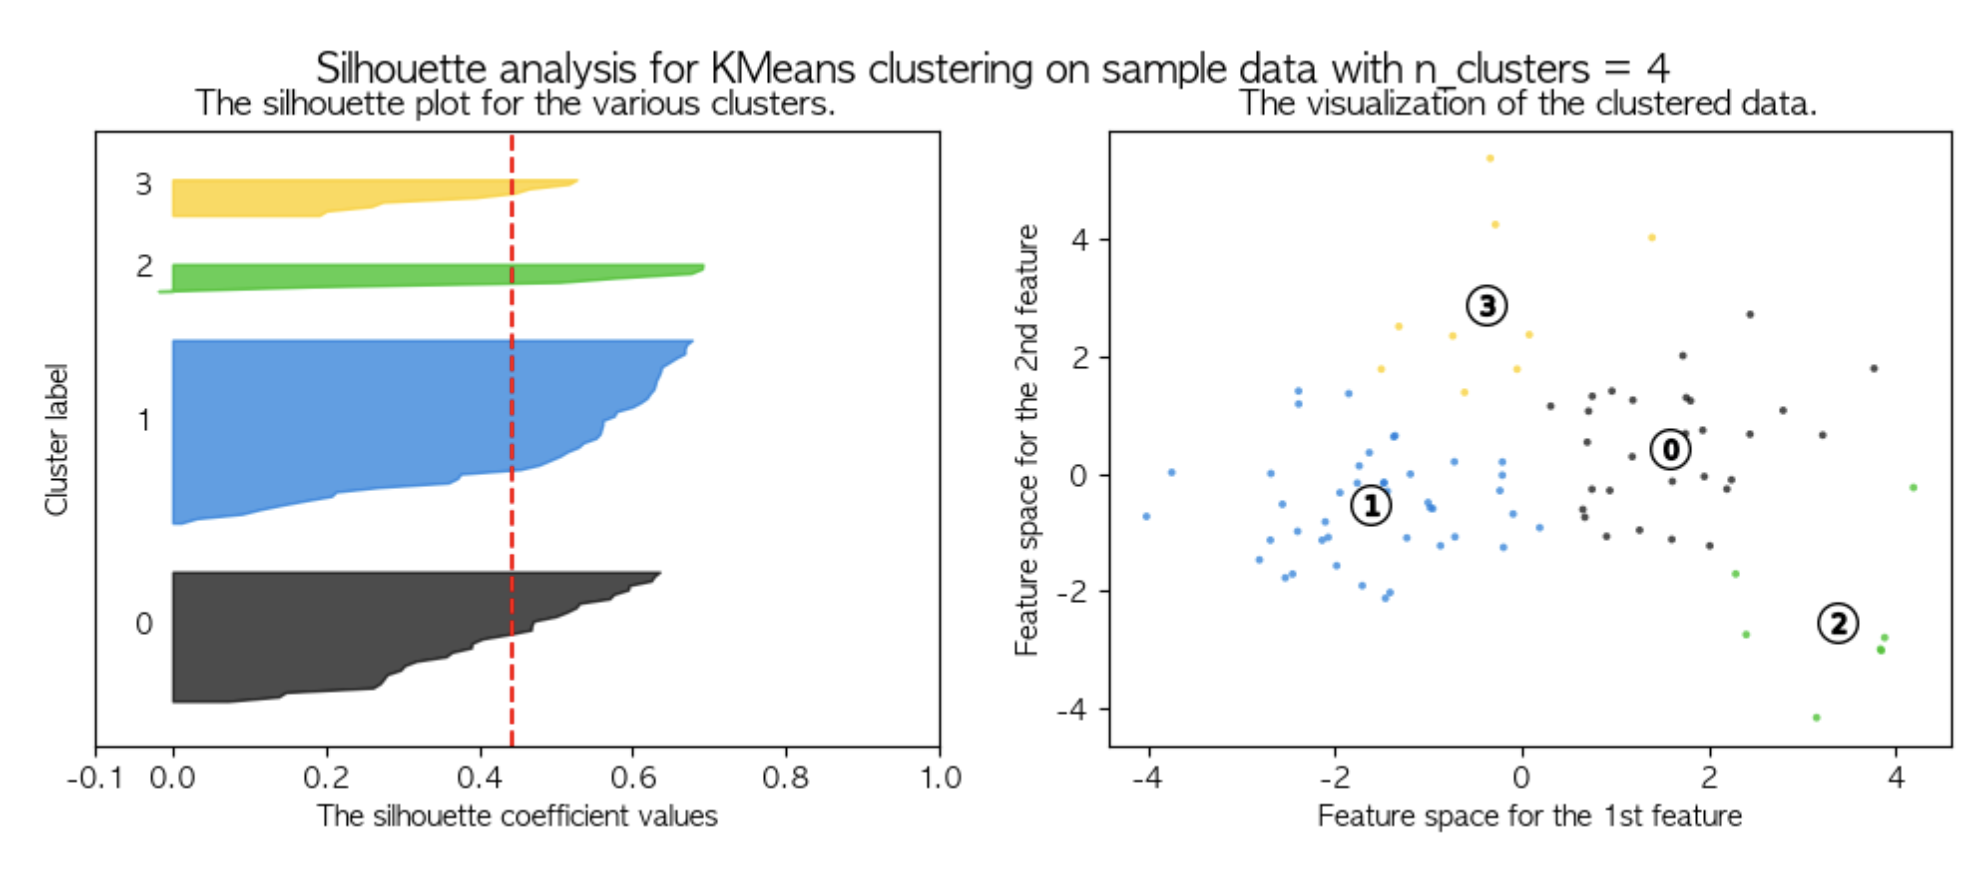 Silhouette analysis for KMeans clustering on sample data with n_clusters = 4
The silhouette plot for the various clusters.
3
2
1
0
Cluster label
-0.1 0.0 0.2 0.4 0.6 0.8 1.0
The silhouette coefficient values
The visualization of the clustered data.
Feature space for the 2nd feature
4
2
0
-2
-4
3
0
1
2
-4 -2 0 2 4
Feature space for the 1st feature